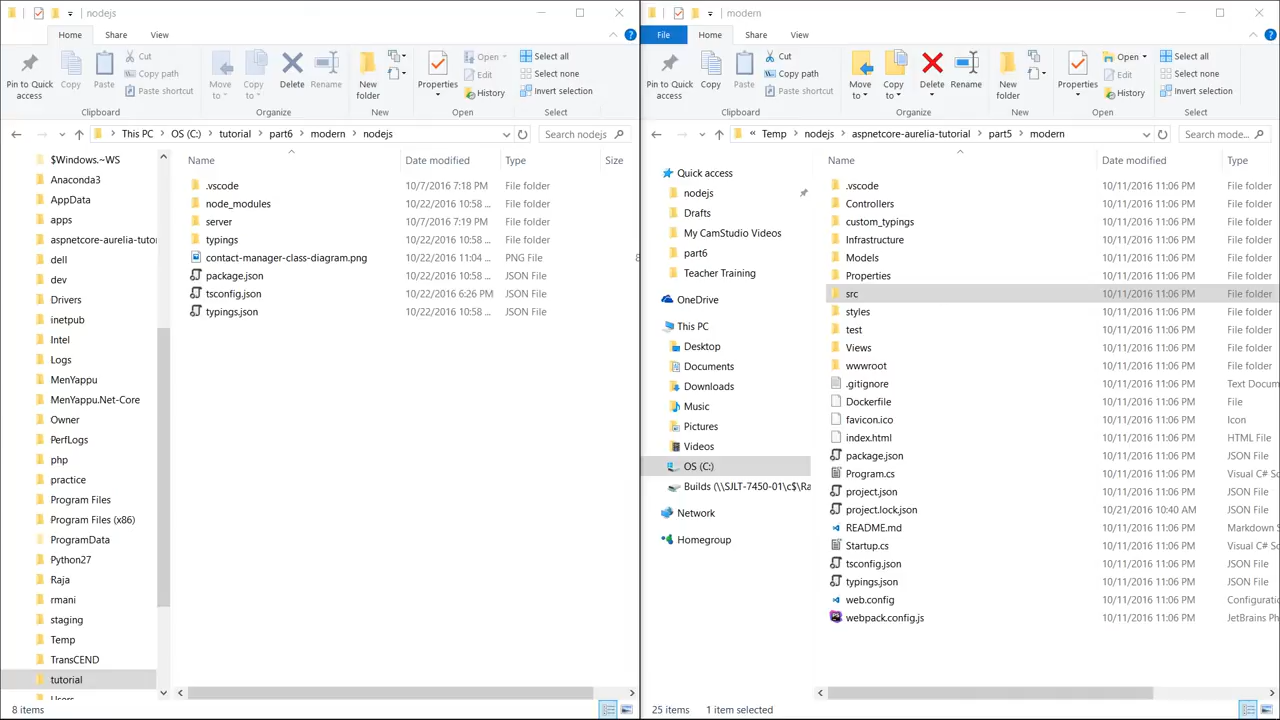 nodejs
Home Share View
Pin to Quick access
Copy
Paste
Cut
Copy path
Paste shortcut
Clipboard
Move to
Copy to
Delete
Rename
Organize
New folder
New
Properties
Open
Edit
History
Open
Select all
Select none
Invert selection
Select
This PC OS (C:) tutorial part6 modern nodejs
Search nodejs
$Windows.~WS
Anaconda3
AppData
apps
aspnetcore-aurelia-tutor
dell
dev
Drivers
inetpub
Intel
Logs
MenYappu
MenYappu.Net-Core
Owner
PerfLogs
php
practice
Program Files
Program Files (x86)
ProgramData
Python27
Raja
rmani
staging
Temp
TransCEND
tutorial
Name Date modified Type Size
.vscode 10/7/2016 7:18 PM File folder
node_modules 10/22/2016 10:58 ... File folder
server 10/7/2016 7:19 PM File folder
typings 10/22/2016 10:58 ... File folder
contact-manager-class-diagram.png 10/22/2016 11:04 ... PNG File 8
package.json 10/22/2016 10:58 ... JSON File
tsconfig.json 10/22/2016 6:26 PM JSON File
typings.json 10/22/2016 10:58 ... JSON File
8 items
modern
File Home Share View
Pin to Quick access
Copy
Paste
Cut
Copy path
Paste shortcut
Clipboard
Move to
Copy to
Delete
Rename
Organize
New folder
New
Properties
Open
Edit
History
Open
Select all
Select none
Invert selection
Select
« Temp nodejs aspnetcore-aurelia-tutorial part5 modern
Search mode...
Quick access
nodejs
Drafts
My CamStudio Videos
part6
Teacher Training
OneDrive
This PC
Desktop
Documents
Downloads
Music
Pictures
Videos
OS (C:)
Builds (\\SJLT-7450-01\c$\Ra
Network
Homegroup
Name Date modified Type
.vscode 10/11/2016 11:06 PM File folder
Controllers 10/11/2016 11:06 PM File folder
custom_typings 10/11/2016 11:06 PM File folder
Infrastructure 10/11/2016 11:06 PM File folder
Models 10/11/2016 11:06 PM File folder
Properties 10/11/2016 11:06 PM File folder
src 10/11/2016 11:06 PM File folder
styles 10/11/2016 11:06 PM File folder
test 10/11/2016 11:06 PM File folder
Views 10/11/2016 11:06 PM File folder
wwwroot 10/11/2016 11:06 PM File folder
.gitignore 10/11/2016 11:06 PM Text Docum
Dockerfile 10/11/2016 11:06 PM File
favicon.ico 10/11/2016 11:06 PM Icon
index.html 10/11/2016 11:06 PM HTML File
package.json 10/11/2016 11:06 PM JSON File
Program.cs 10/11/2016 11:06 PM Visual C# So
project.json 10/11/2016 11:06 PM JSON File
project.lock.json 10/21/2016 10:40 AM JSON File
README.md 10/11/2016 11:06 PM Markdown S
Startup.cs 10/11/2016 11:06 PM Visual C# So
tsconfig.json 10/11/2016 11:06 PM JSON File
typings.json 10/11/2016 11:06 PM JSON File
web.config 10/11/2016 11:06 PM Configuratio
webpack.config.js 10/11/2016 11:06 PM JetBrains Ph
25 items 1 item selected